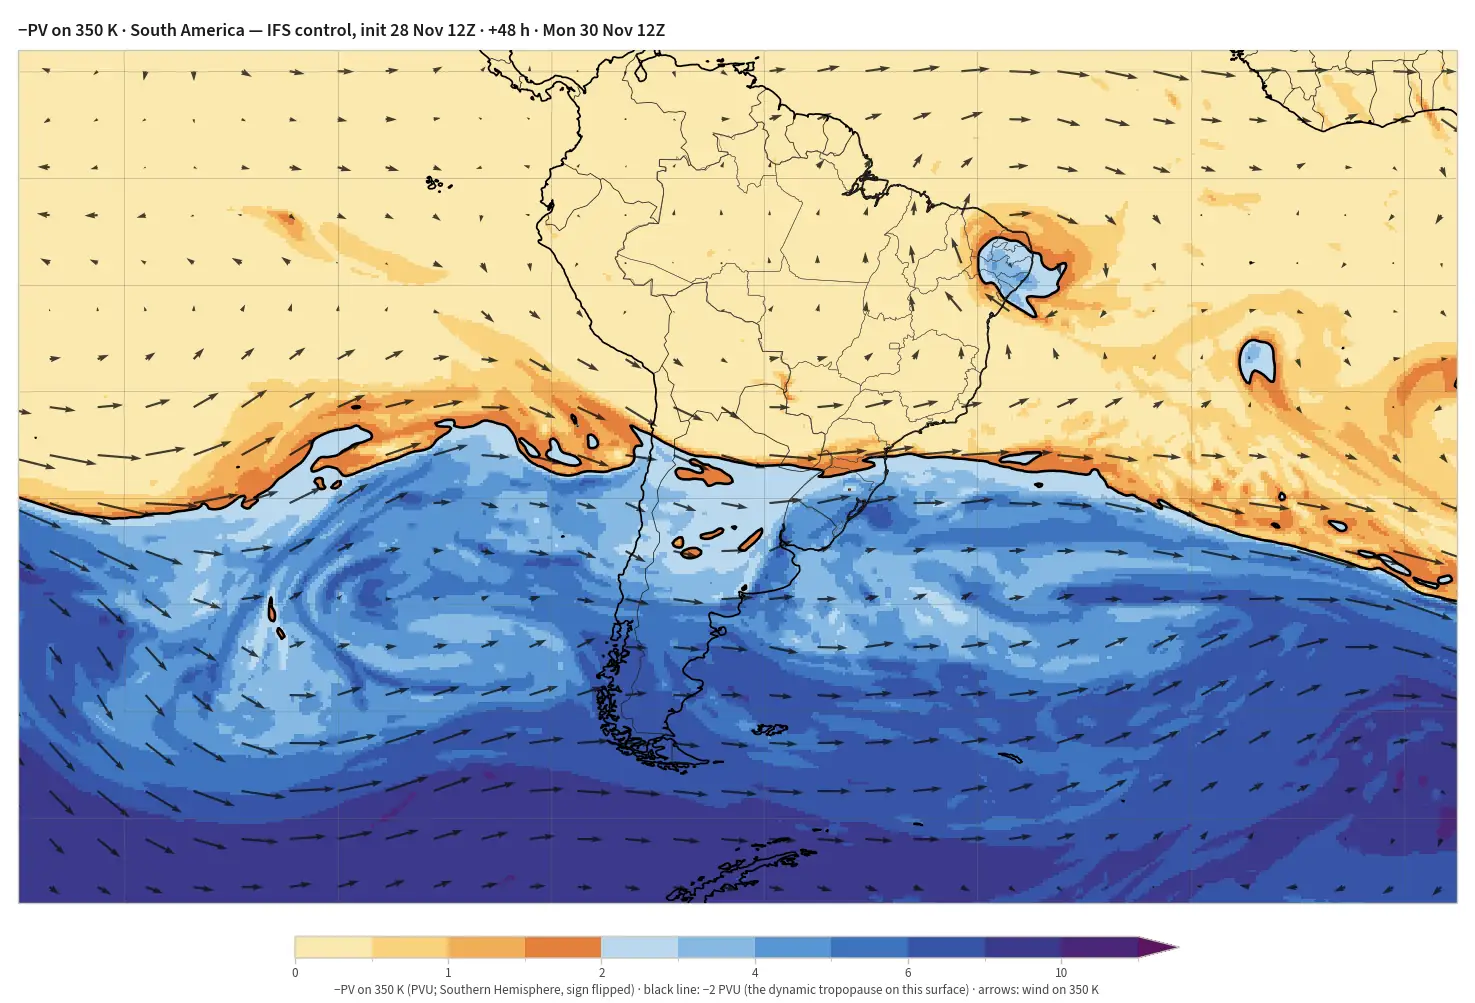 −PV on 350 K · South America — IFS control, init 28 Nov 12Z · +48 h · Mon 30 Nov 12Z
0 1 2 4 6 10
−PV on 350 K (PVU; Southern Hemisphere, sign flipped) · black line: −2 PVU (the dynamic tropopause on this surface) · arrows: wind on 350 K